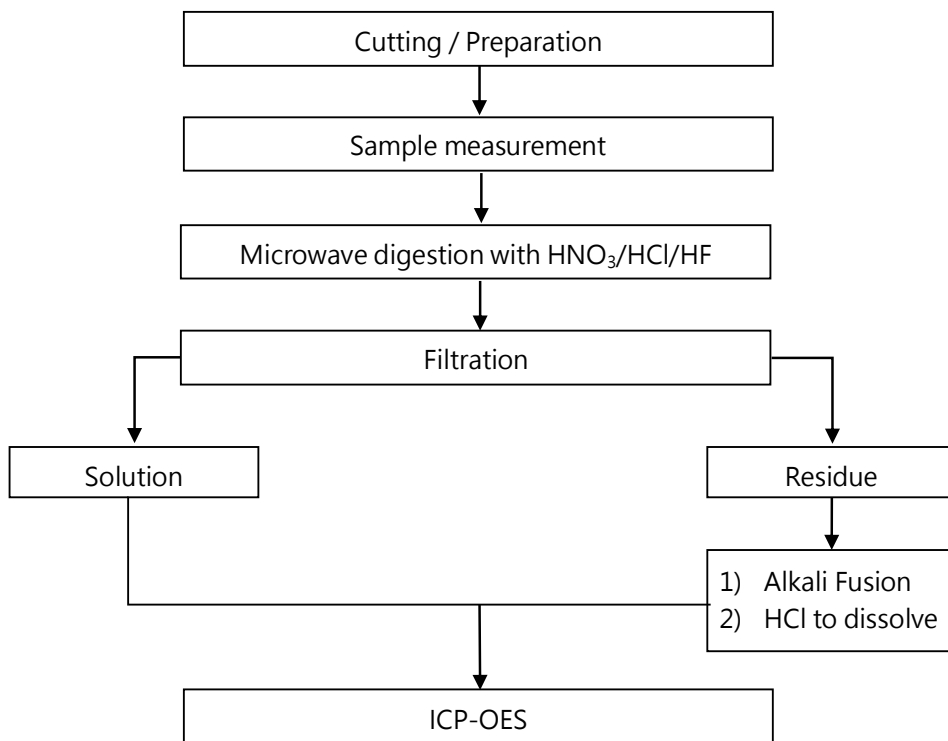 Cutting / Preparation
Sample measurement
Microwave digestion with HNO₃/HCl/HF
Filtration
Solution
Residue
1) Alkali Fusion
2) HCl to dissolve
ICP-OES